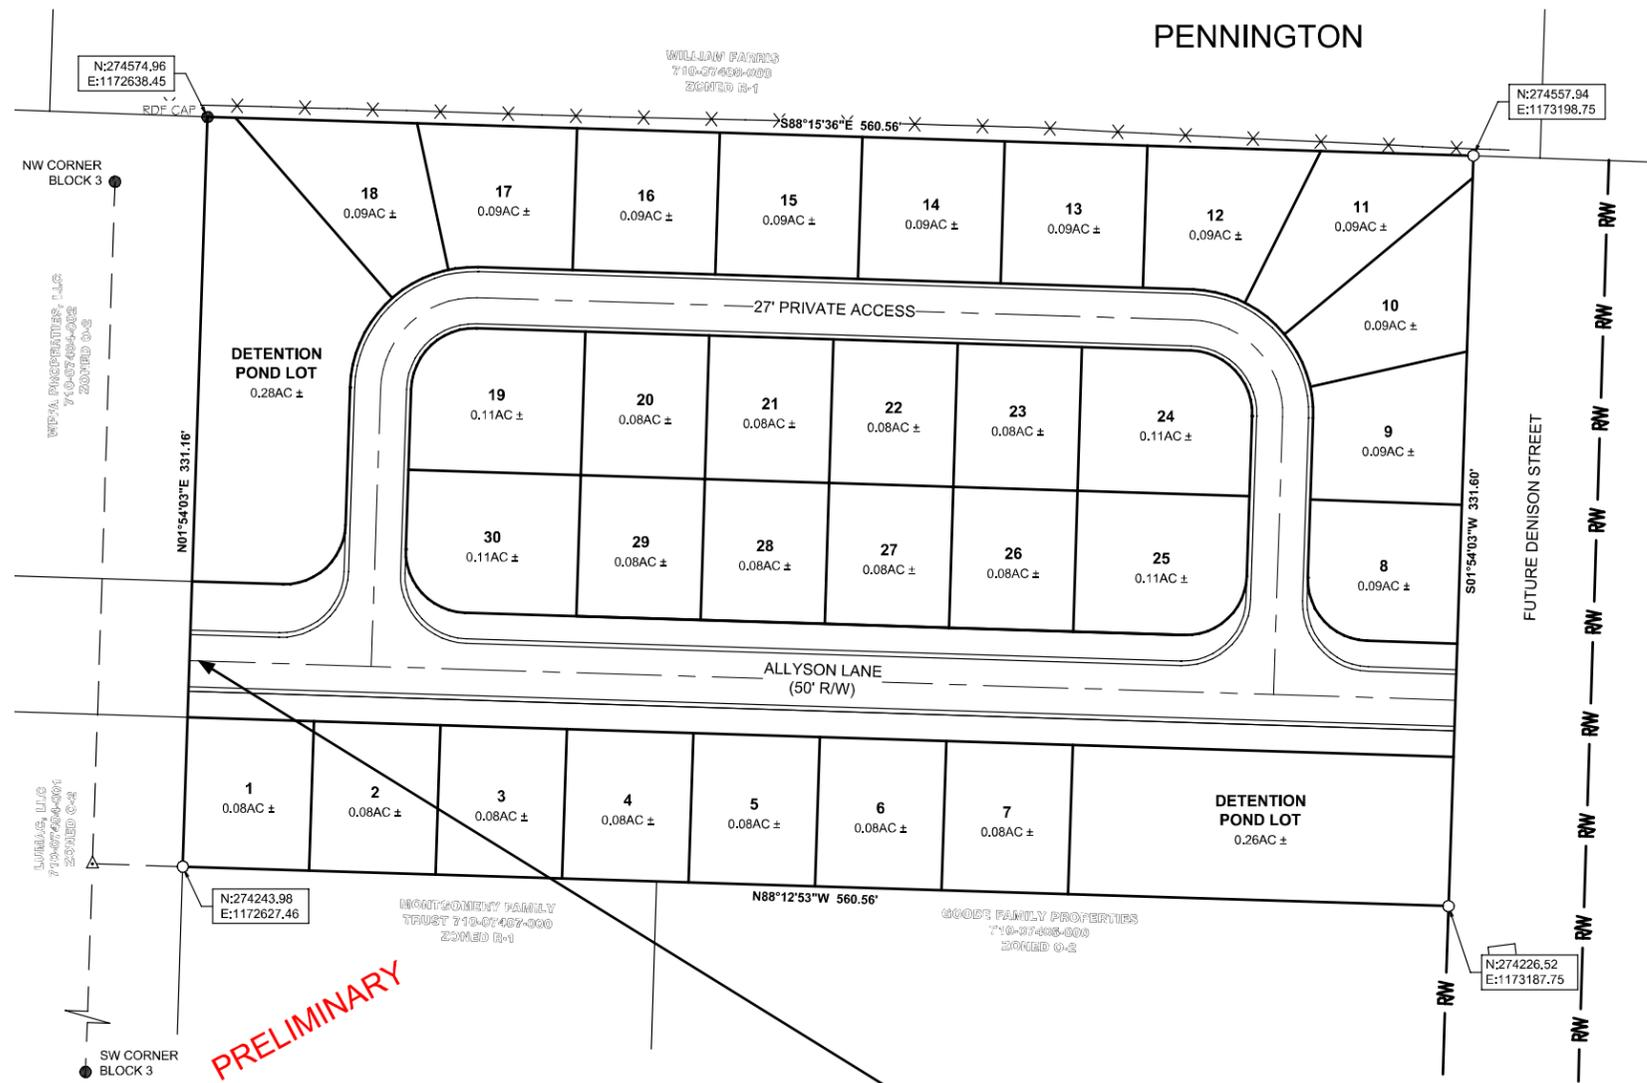 PENNINGTON
WILLIAM FARRIS
ZONED R-1
N:274574.96
E:1172638.45
N:274557.94
E:1173198.75
S88°15'36"E 560.56'
NW CORNER
BLOCK 3
18
0.09AC ±
17
0.09AC ±
16
0.09AC ±
15
0.09AC ±
14
0.09AC ±
13
0.09AC ±
12
0.09AC ±
11
0.09AC ±
10
0.09AC ±
27' PRIVATE ACCESS
DETENTION
POND LOT
0.28AC ±
19
0.11AC ±
20
0.08AC ±
21
0.08AC ±
22
0.08AC ±
23
0.08AC ±
24
0.11AC ±
9
0.09AC ±
ZONED O-2
N01°54'03"E 331.16'
S01°54'03"W 331.60'
FUTURE DENISON STREET
R/W
R/W
R/W
R/W
R/W
R/W
R/W
R/W
R/W
30
0.11AC ±
29
0.08AC ±
28
0.08AC ±
27
0.08AC ±
26
0.08AC ±
25
0.11AC ±
8
0.09AC ±
ALLYSON LANE
(50' R/W)
1
0.08AC ±
2
0.08AC ±
3
0.08AC ±
4
0.08AC ±
5
0.08AC ±
6
0.08AC ±
7
0.08AC ±
DETENTION
POND LOT
0.26AC ±
ZONED O-2
N:274243.98
E:1172627.46
N88°12'53"W 560.56'
MONTGOMERY FAMILY
TRUST 710-07407-000
ZONED R-1
GOODE FAMILY PROPERTIES
ZONED O-2
N:274226.52
E:1173187.75
R/W
PRELIMINARY
SW CORNER
BLOCK 3